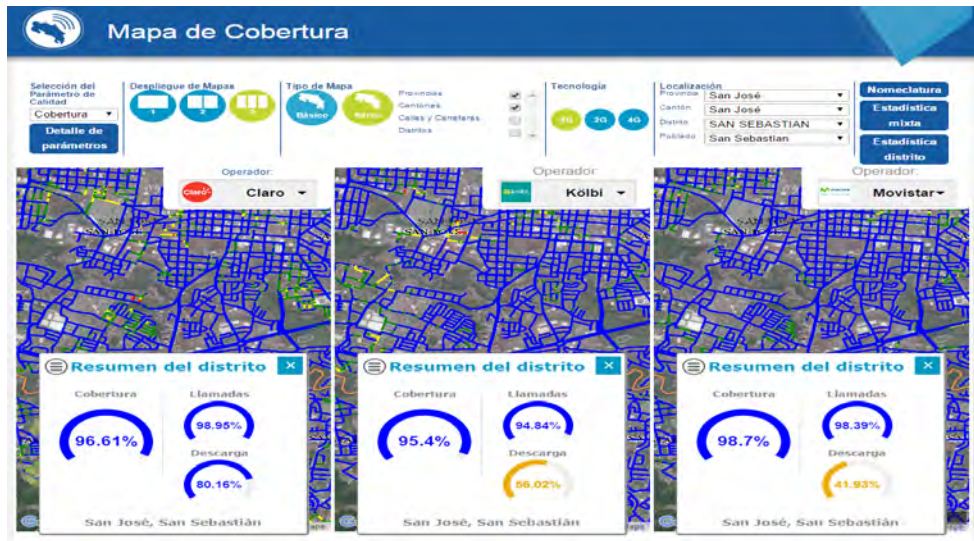 Mapa de Cobertura
Selección del
Parámetro de
Calidad
Cobertura
Detalle de
parámetros
Despliegue de Mapas
1
2
3
Tipo de Mapa
Básico
Provincias
Cantones
Calles y Carreteras
Distritos
Tecnología
3G
2G
4G
Localización
Provincia San José
Cantón San José
Distrito SAN SEBASTIAN
Poblado San Sebastian
Nomeclatura
Estadística
mixta
Estadística
distrito
Operador:
Claro
Operador:
Kölbi
Operador:
Movistar
Resumen del distrito
Cobertura
96.61%
Llamadas
98.95%
Descarga
80.16%
San José, San Sebastián
Resumen del distrito
Cobertura
95.4%
Llamadas
94.84%
Descarga
56.02%
San José, San Sebastián
Resumen del distrito
Cobertura
98.7%
Llamadas
98.39%
Descarga
41.93%
San José, San Sebastián